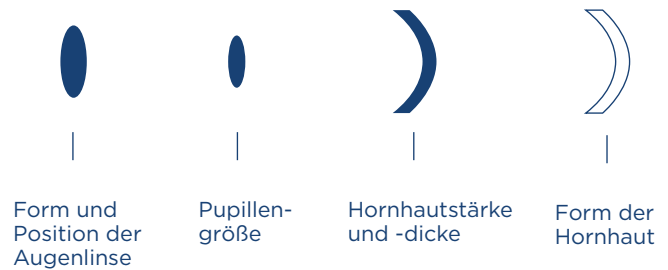 Form und
Position der
Augenlinse
Pupillen-
größe
Hornhautstärke
und -dicke
Form der
Hornhaut